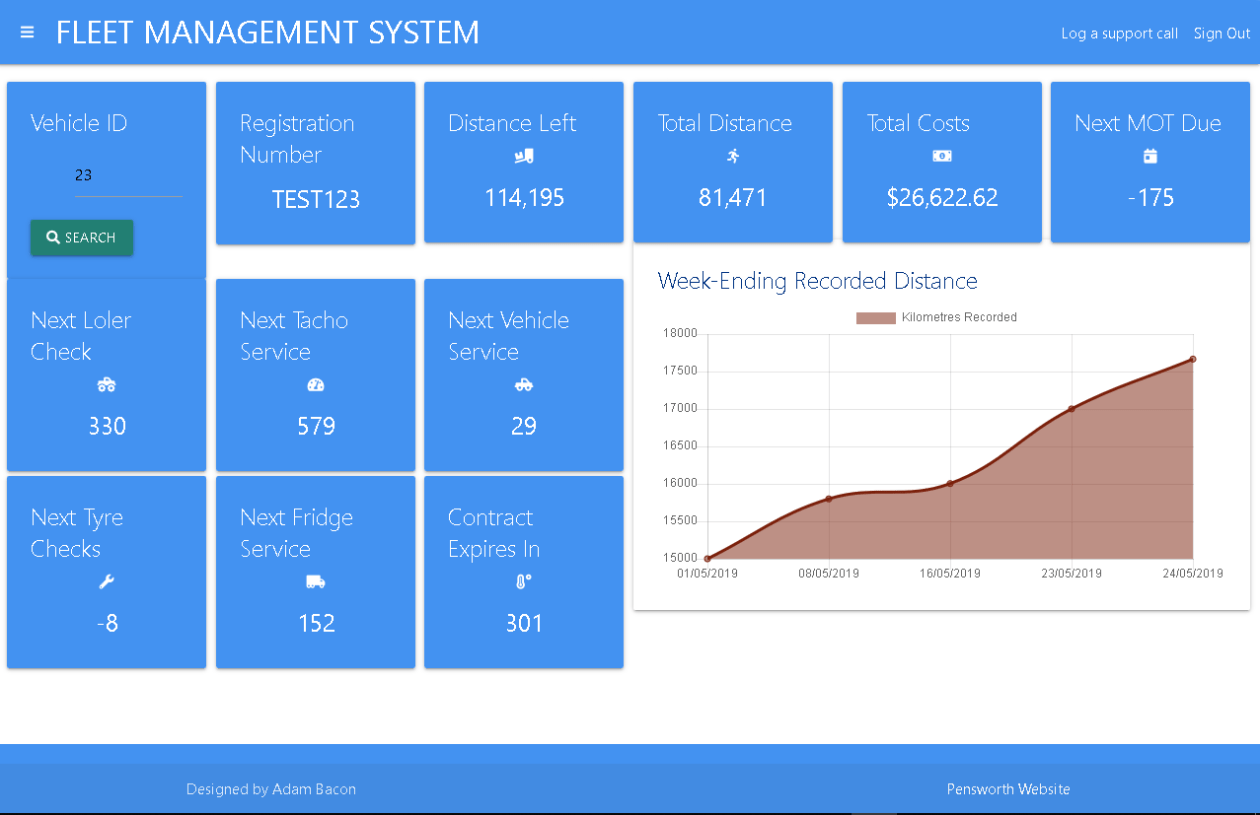 FLEET MANAGEMENT SYSTEM
Log a support call
Sign Out
Vehicle ID
23
SEARCH
Registration
Number
TEST123
Distance Left
114,195
Total Distance
81,471
Total Costs
$26,622.62
Next MOT Due
-175
Next Loler
Check
330
Next Tacho
Service
579
Next Vehicle
Service
29
Week-Ending Recorded Distance
Kilometres Recorded
18000
17500
17000
16500
16000
15500
15000
01/05/2019
08/05/2019
16/05/2019
23/05/2019
24/05/2019
Next Tyre
Checks
-8
Next Fridge
Service
152
Contract
Expires In
301
Designed by Adam Bacon
Pensworth Website